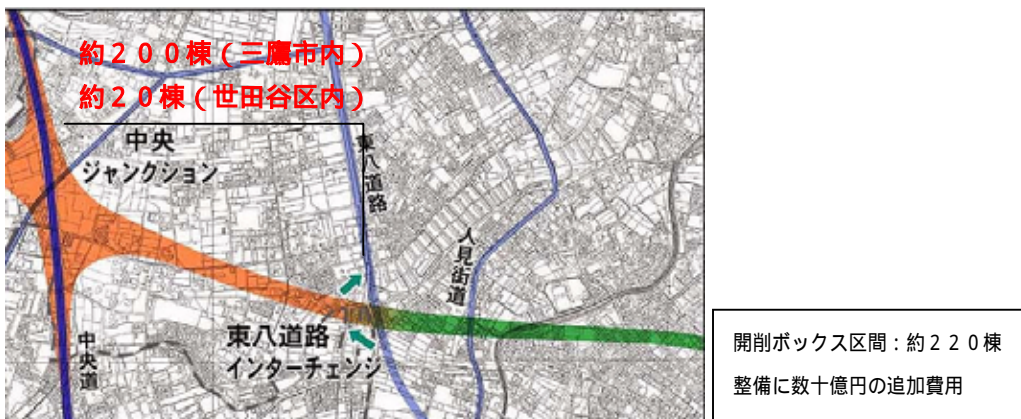 約２００棟（三鷹市内）
約２０棟（世田谷区内）
中央
ジャンクション
東八道路
人見街道
東八道路
インターチェンジ
中央道
開削ボックス区間：約２２０棟
整備に数十億円の追加費用